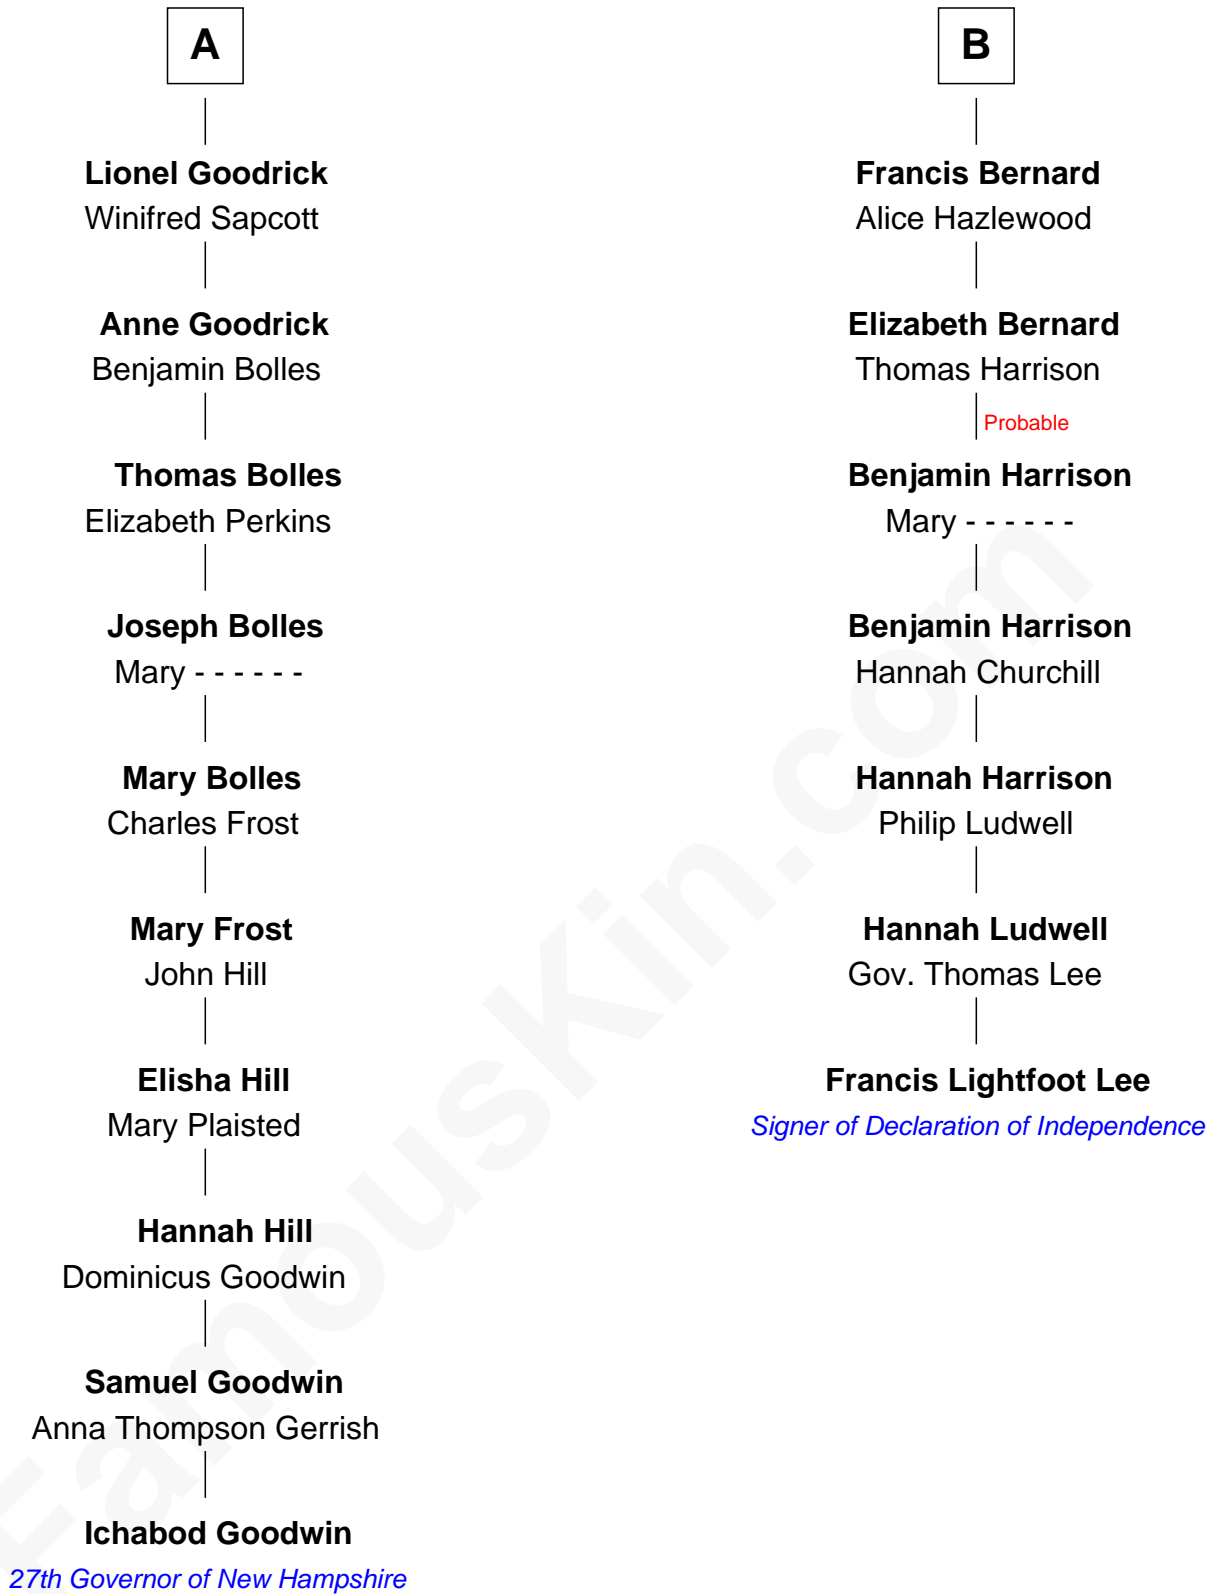 A
Lionel Goodrick
Winifred Sapcott
Anne Goodrick
Benjamin Bolles
Thomas Bolles
Elizabeth Perkins
Joseph Bolles
Mary - - - - - -
Mary Bolles
Charles Frost
Mary Frost
John Hill
Elisha Hill
Mary Plaisted
Hannah Hill
Dominicus Goodwin
Samuel Goodwin
Anna Thompson Gerrish
Ichabod Goodwin
27th Governor of New Hampshire
B
Francis Bernard
Alice Hazlewood
Elizabeth Bernard
Thomas Harrison
Probable
Benjamin Harrison
Mary - - - - - -
Benjamin Harrison
Hannah Churchill
Hannah Harrison
Philip Ludwell
Hannah Ludwell
Gov. Thomas Lee
Francis Lightfoot Lee
Signer of Declaration of Independence
FamousKin.com